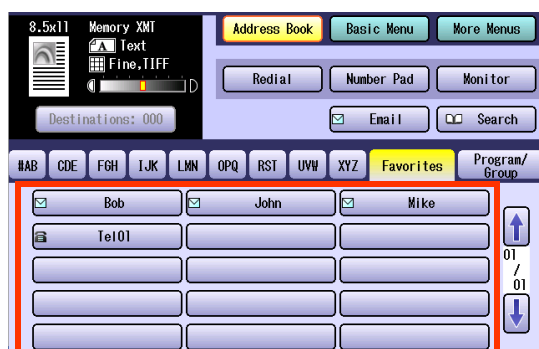 8.5x11 Memory XMT
A Text
Fine,TIFF
D
Destinations: 000
Address Book Basic Menu More Menus
Redial Number Pad Monitor
Email Search
#AB CDE FGH IJK LMN OPQ RST UVW XYZ Favorites Program/
Group
Bob John Mike
Tel01
01
/
01